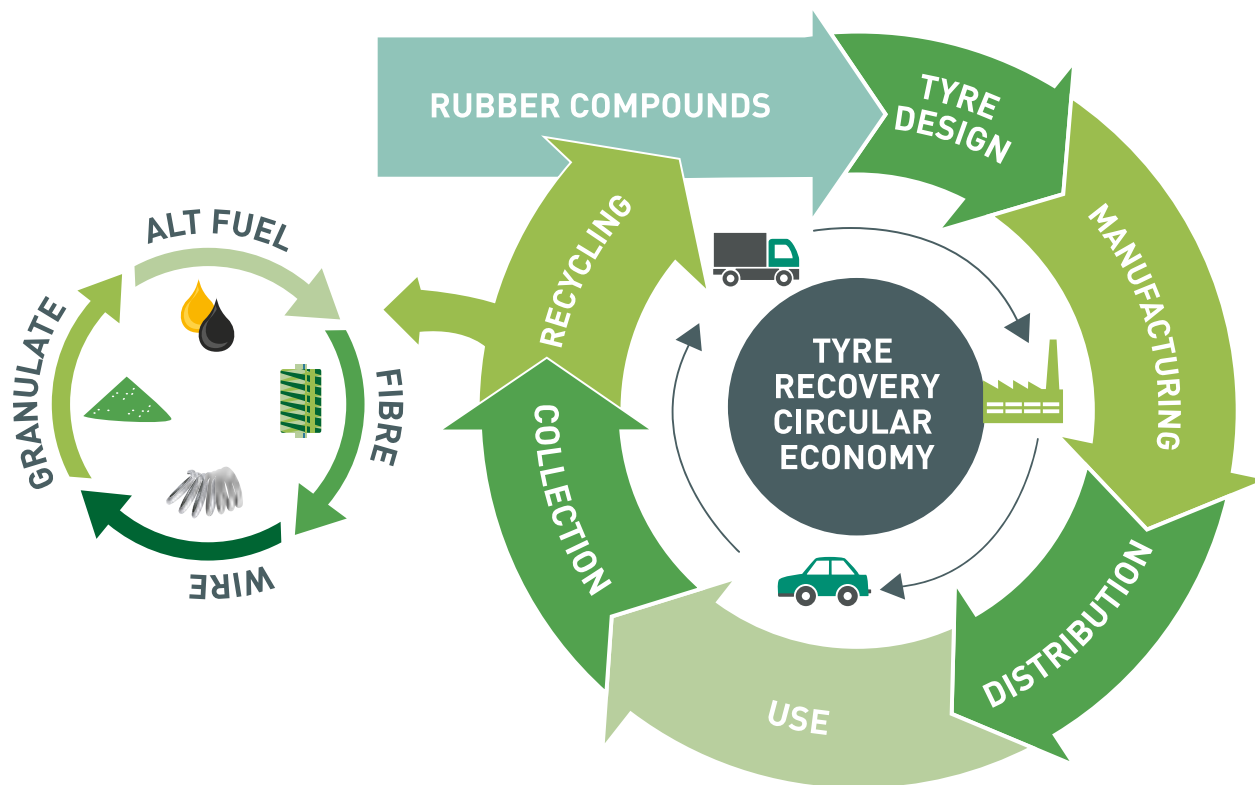 RUBBER COMPOUNDS
TYRE
DESIGN
MANUFACTURING
DISTRIBUTION
USE
COLLECTION
RECYCLING
TYRE
RECOVERY
CIRCULAR
ECONOMY
ALT FUEL
FIBRE
WIRE
GRANULATE